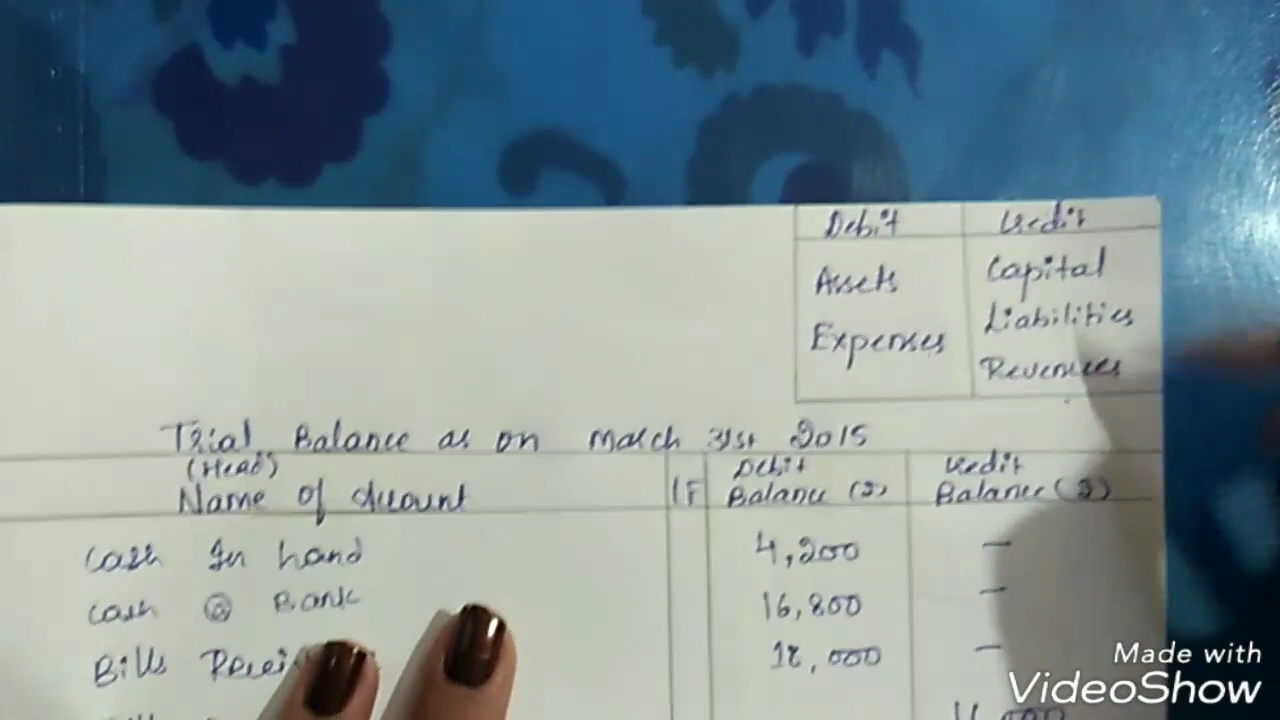 Debit Credit
Assets Capital
Expenses Liabilities
Revenues
Trial Balance as on March 31st 2015
(Head) Debit Credit
Name of Account LF Balance (₹) Balance (₹)
Cash In hand 4,200 —
Cash @ Bank 16,800 —
Bills 18,000 —
Made with
VideoShow